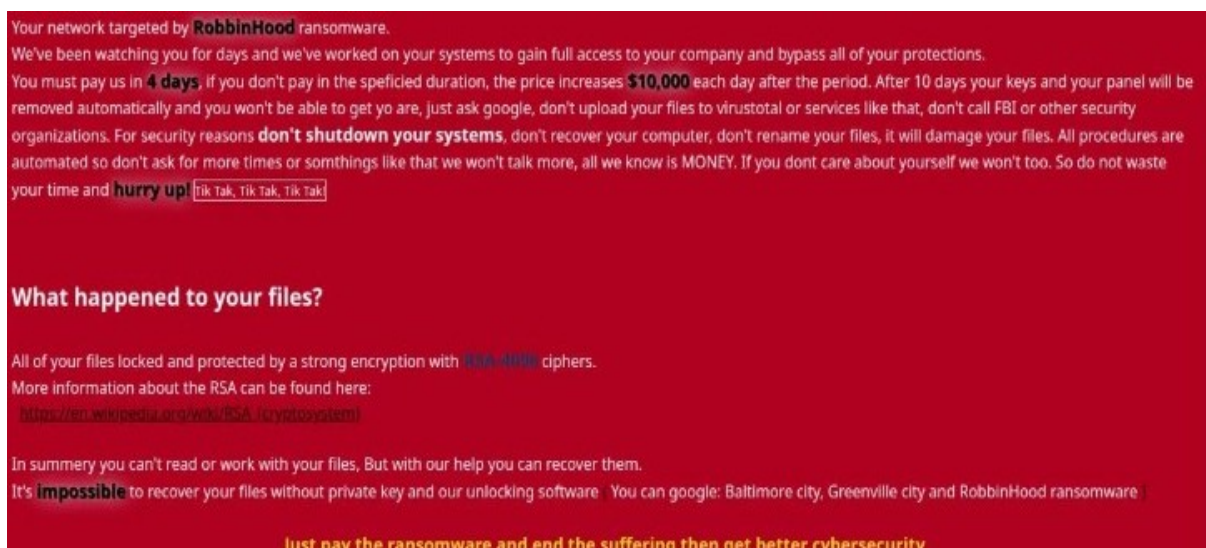 Your network targeted by RobbinHood ransomware.
We've been watching you for days and we've worked on your systems to gain full access to your company and bypass all of your protections.
You must pay us in 4 days, if you don't pay in the speficied duration, the price increases $10,000 each day after the period. After 10 days your keys and your panel will be
removed automatically and you won't be able to get yo are, just ask google, don't upload your files to virustotal or services like that, don't call FBI or other security
organizations. For security reasons don't shutdown your systems, don't recover your computer, don't rename your files, it will damage your files. All procedures are
automated so don't ask for more times or somthings like that we won't talk more, all we know is MONEY. If you dont care about yourself we won't too. So do not waste
your time and hurry up! Tik Tak, Tik Tak, Tik Tak!
What happened to your files?
All of your files locked and protected by a strong encryption with RSA-4096 ciphers.
More information about the RSA can be found here:
https://en.wikipedia.org/wiki/RSA_(cryptosystem)
In summery you can't read or work with your files, But with our help you can recover them.
It's impossible to recover your files without private key and our unlocking software ( You can google: Baltimore city, Greenville city and RobbinHood ransomware )
Just pay the ransomware and end the suffering then get better cybersecurity